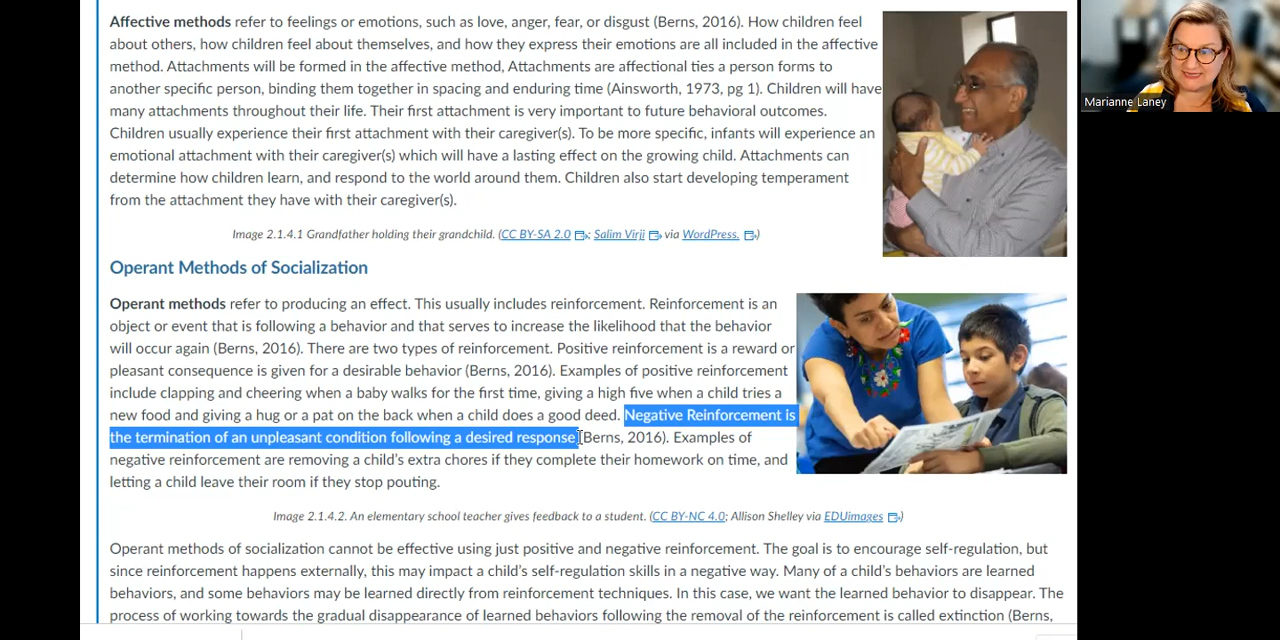 Affective methods refer to feelings or emotions, such as love, anger, fear, or disgust (Berns, 2016). How children feel
about others, how children feel about themselves, and how they express their emotions are all included in the affective
method. Attachments will be formed in the affective method, Attachments are affectional ties a person forms to
another specific person, binding them together in spacing and enduring time (Ainsworth, 1973, pg 1). Children will have
many attachments throughout their life. Their first attachment is very important to future behavioral outcomes.
Children usually experience their first attachment with their caregiver(s). To be more specific, infants will experience an
emotional attachment with their caregiver(s) which will have a lasting effect on the growing child. Attachments can
determine how children learn, and respond to the world around them. Children also start developing temperament
from the attachment they have with their caregiver(s).
Image 2.1.4.1 Grandfather holding their grandchild. (CC BY-SA 2.0; Salim Virji via WordPress.)
Operant Methods of Socialization
Operant methods refer to producing an effect. This usually includes reinforcement. Reinforcement is an
object or event that is following a behavior and that serves to increase the likelihood that the behavior
will occur again (Berns, 2016). There are two types of reinforcement. Positive reinforcement is a reward or
pleasant consequence is given for a desirable behavior (Berns, 2016). Examples of positive reinforcement
include clapping and cheering when a baby walks for the first time, giving a high five when a child tries a
new food and giving a hug or a pat on the back when a child does a good deed. Negative Reinforcement is
the termination of an unpleasant condition following a desired response (Berns, 2016). Examples of
negative reinforcement are removing a child's extra chores if they complete their homework on time, and
letting a child leave their room if they stop pouting.
Image 2.1.4.2. An elementary school teacher gives feedback to a student. (CC BY-NC 4.0; Allison Shelley via EDUimages)
Operant methods of socialization cannot be effective using just positive and negative reinforcement. The goal is to encourage self-regulation, but
since reinforcement happens externally, this may impact a child's self-regulation skills in a negative way. Many of a child's behaviors are learned
behaviors, and some behaviors may be learned directly from reinforcement techniques. In this case, we want the learned behavior to disappear. The
process of working towards the gradual disappearance of learned behaviors following the removal of the reinforcement is called extinction (Berns,
Marianne Laney